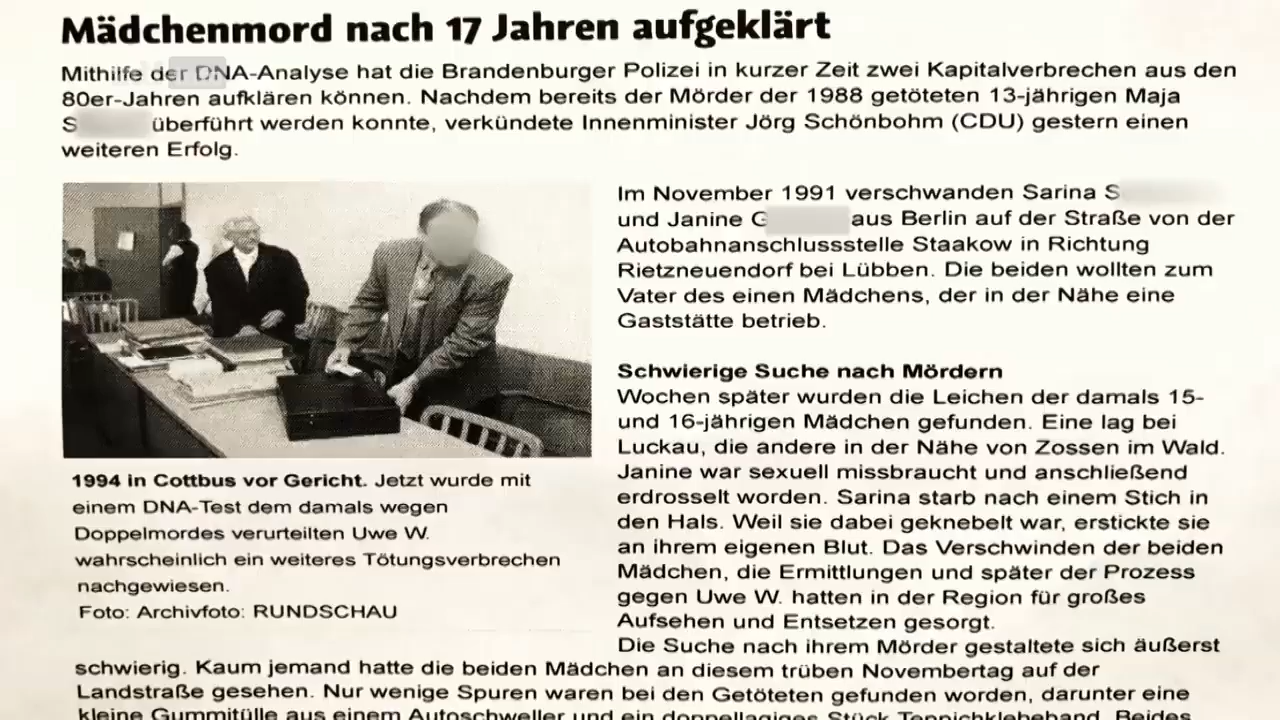 Mädchenmord nach 17 Jahren aufgeklärt
Mithilfe der DNA-Analyse hat die Brandenburger Polizei in kurzer Zeit zwei Kapitalverbrechen aus den
80er-Jahren aufklären können. Nachdem bereits der Mörder der 1988 getöteten 13-jährigen Maja
S überführt werden konnte, verkündete Innenminister Jörg Schönbohm (CDU) gestern einen
weiteren Erfolg.
1994 in Cottbus vor Gericht. Jetzt wurde mit
einem DNA-Test dem damals wegen
Doppelmordes verurteilten Uwe W.
wahrscheinlich ein weiteres Tötungsverbrechen
nachgewiesen.
Foto: Archivfoto: RUNDSCHAU
Im November 1991 verschwanden Sarina S
und Janine G aus Berlin auf der Straße von der
Autobahnanschlussstelle Staakow in Richtung
Rietzneuendorf bei Lübben. Die beiden wollten zum
Vater des einen Mädchens, der in der Nähe eine
Gaststätte betrieb.
Schwierige Suche nach Mördern
Wochen später wurden die Leichen der damals 15-
und 16-jährigen Mädchen gefunden. Eine lag bei
Luckau, die andere in der Nähe von Zossen im Wald.
Janine war sexuell missbraucht und anschließend
erdrosselt worden. Sarina starb nach einem Stich in
den Hals. Weil sie dabei geknebelt war, erstickte sie
an ihrem eigenen Blut. Das Verschwinden der beiden
Mädchen, die Ermittlungen und später der Prozess
gegen Uwe W. hatten in der Region für großes
Aufsehen und Entsetzen gesorgt.
Die Suche nach ihrem Mörder gestaltete sich äußerst
schwierig. Kaum jemand hatte die beiden Mädchen an diesem trüben Novembertag auf der
Landstraße gesehen. Nur wenige Spuren waren bei den Getöteten gefunden worden, darunter eine
kleine Gummitülle aus einem Autoschweller und ein doppellagiges Stück Teppichklebeband. Beides